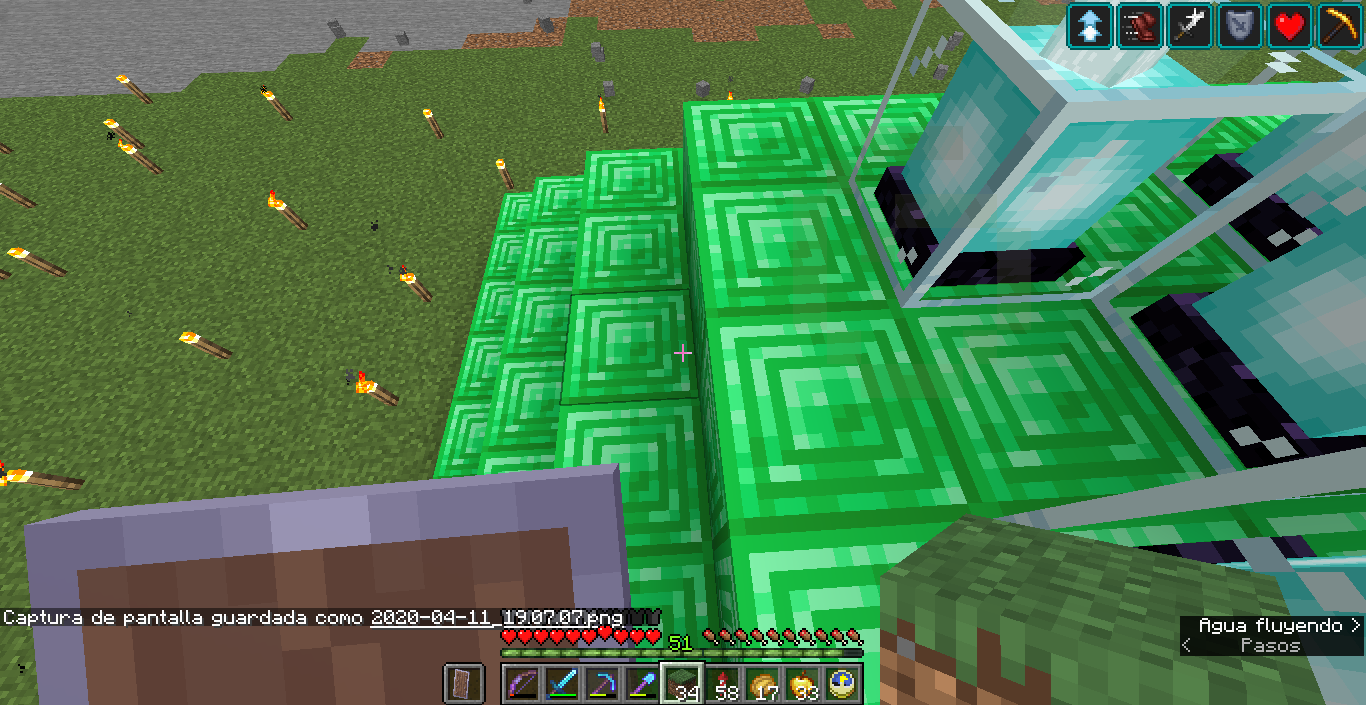 Captura de pantalla guardada como 2020-04-11_19.07.07.png
51
Agua fluyendo >
< Pasos
34 58 17 33